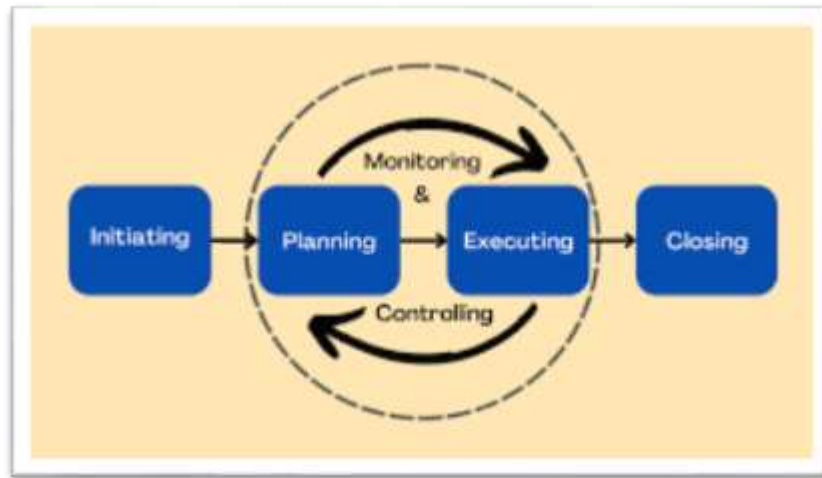 Monitoring
&
Initiating
Planning
Executing
Closing
Controlling